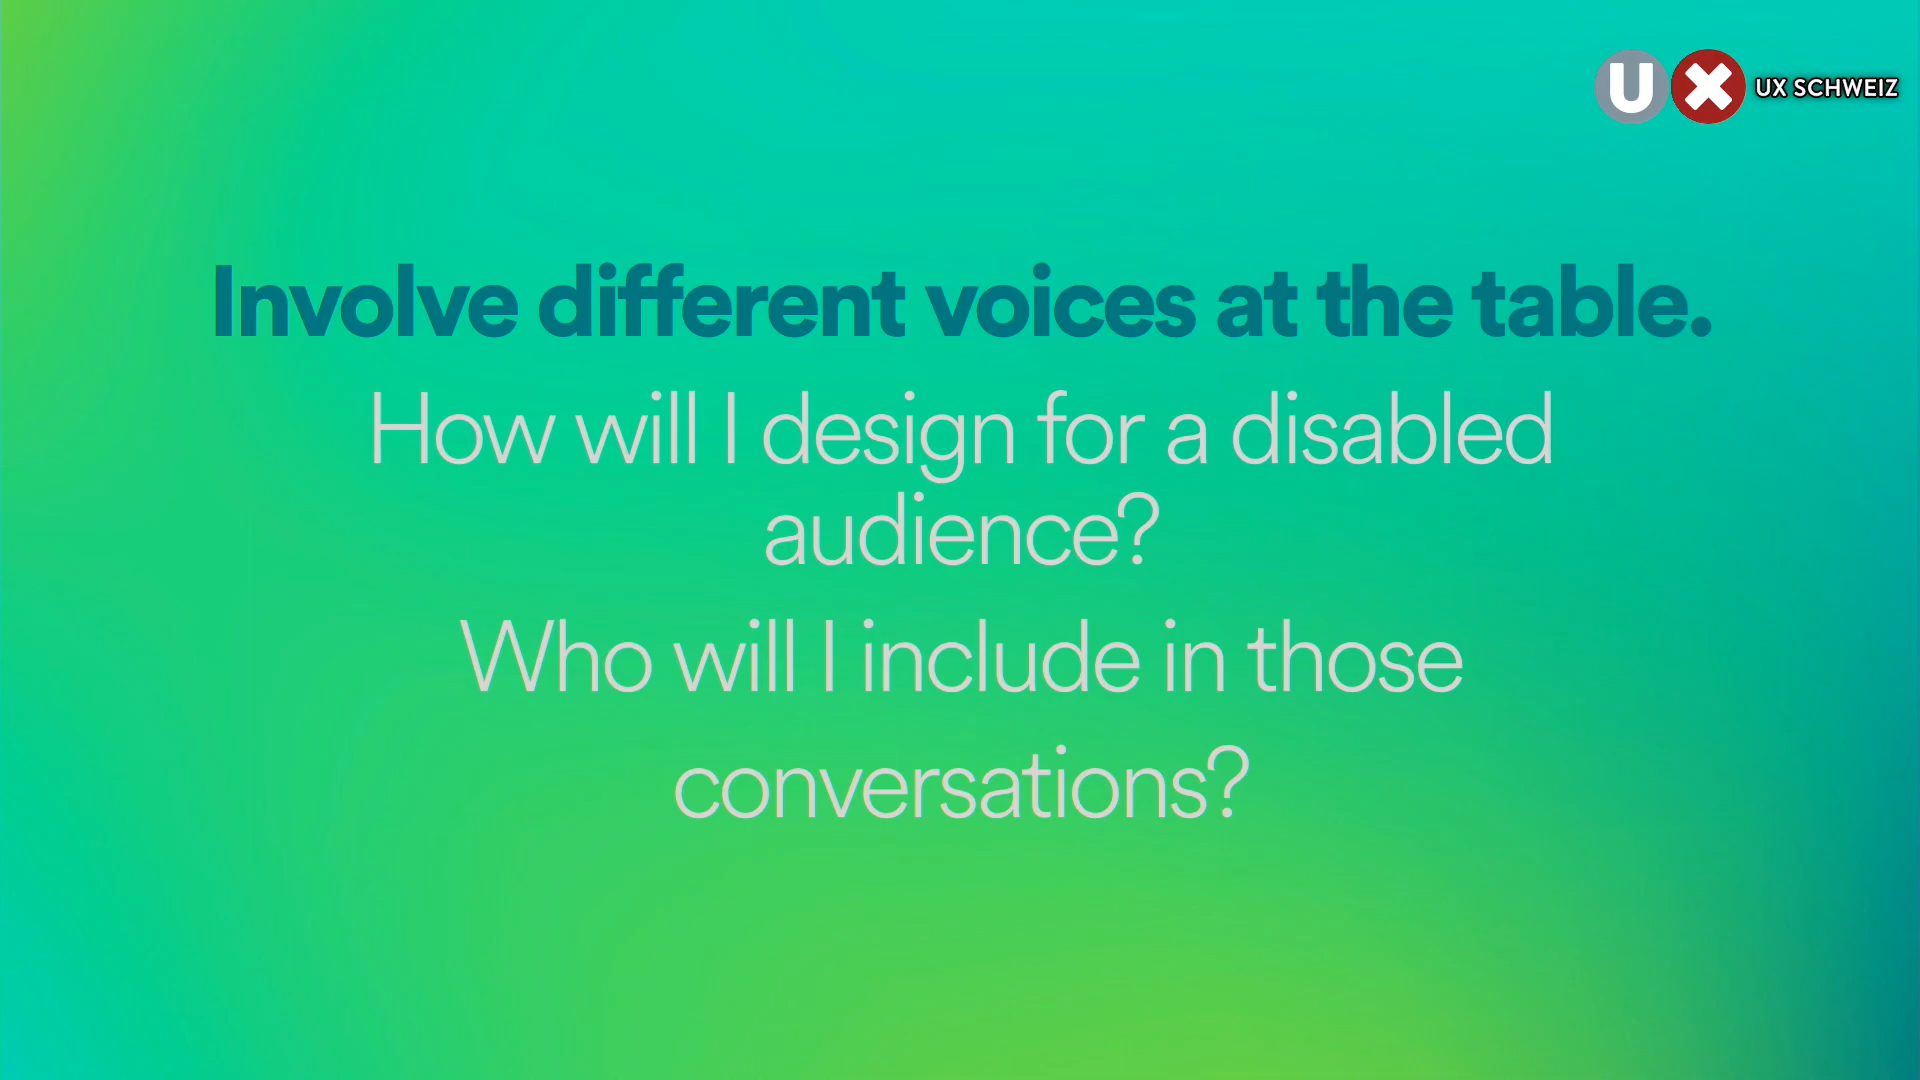 UX UX SCHWEIZ
Involve different voices at the table.
How will I design for a disabled
audience?
Who will I include in those
conversations?